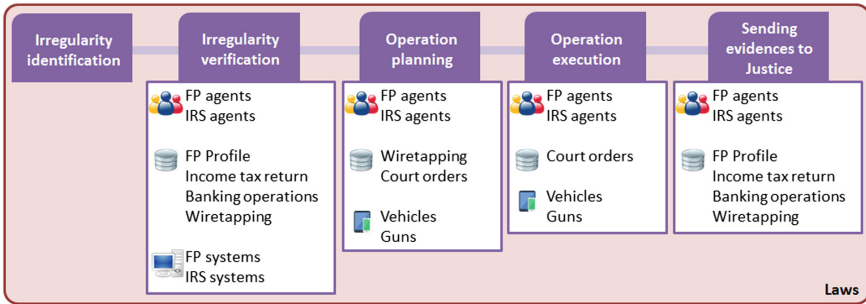 Irregularity
identification
Irregularity
verification
FP agents
IRS agents
FP Profile
Income tax return
Banking operations
Wiretapping
FP systems
IRS systems
Operation
planning
FP agents
IRS agents
Wiretapping
Court orders
Vehicles
Guns
Operation
execution
FP agents
IRS agents
Court orders
Vehicles
Guns
Sending
evidences to
Justice
FP agents
IRS agents
FP Profile
Income tax return
Banking operations
Wiretapping
Laws